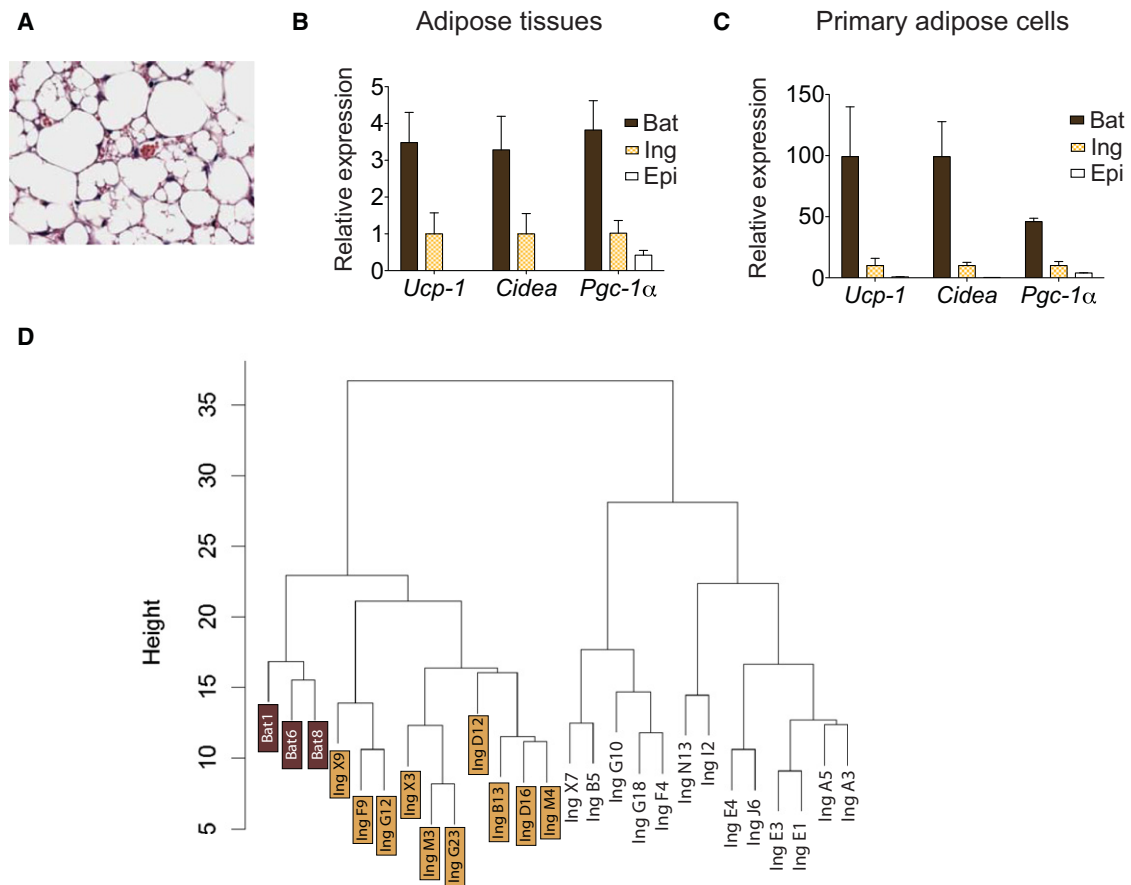 A
B
Adipose tissues
C
Primary adipose cells
Relative expression
5
4
3
2
1
0
Bat
Ing
Epi
Ucp-1 Cidea Pgc-1α
Relative expression
150
100
50
0
Bat
Ing
Epi
Ucp-1 Cidea Pgc-1α
D
Height
35
30
25
20
15
10
5
Bat1
Bat6
Bat8
Ing X9
Ing F9
Ing G12
Ing X3
Ing M3
Ing G23
Ing D12
Ing B13
Ing D16
Ing M4
Ing X7
Ing B5
Ing G10
Ing G18
Ing F4
Ing N13
Ing I2
Ing E4
Ing J6
Ing E3
Ing E1
Ing A5
Ing A3